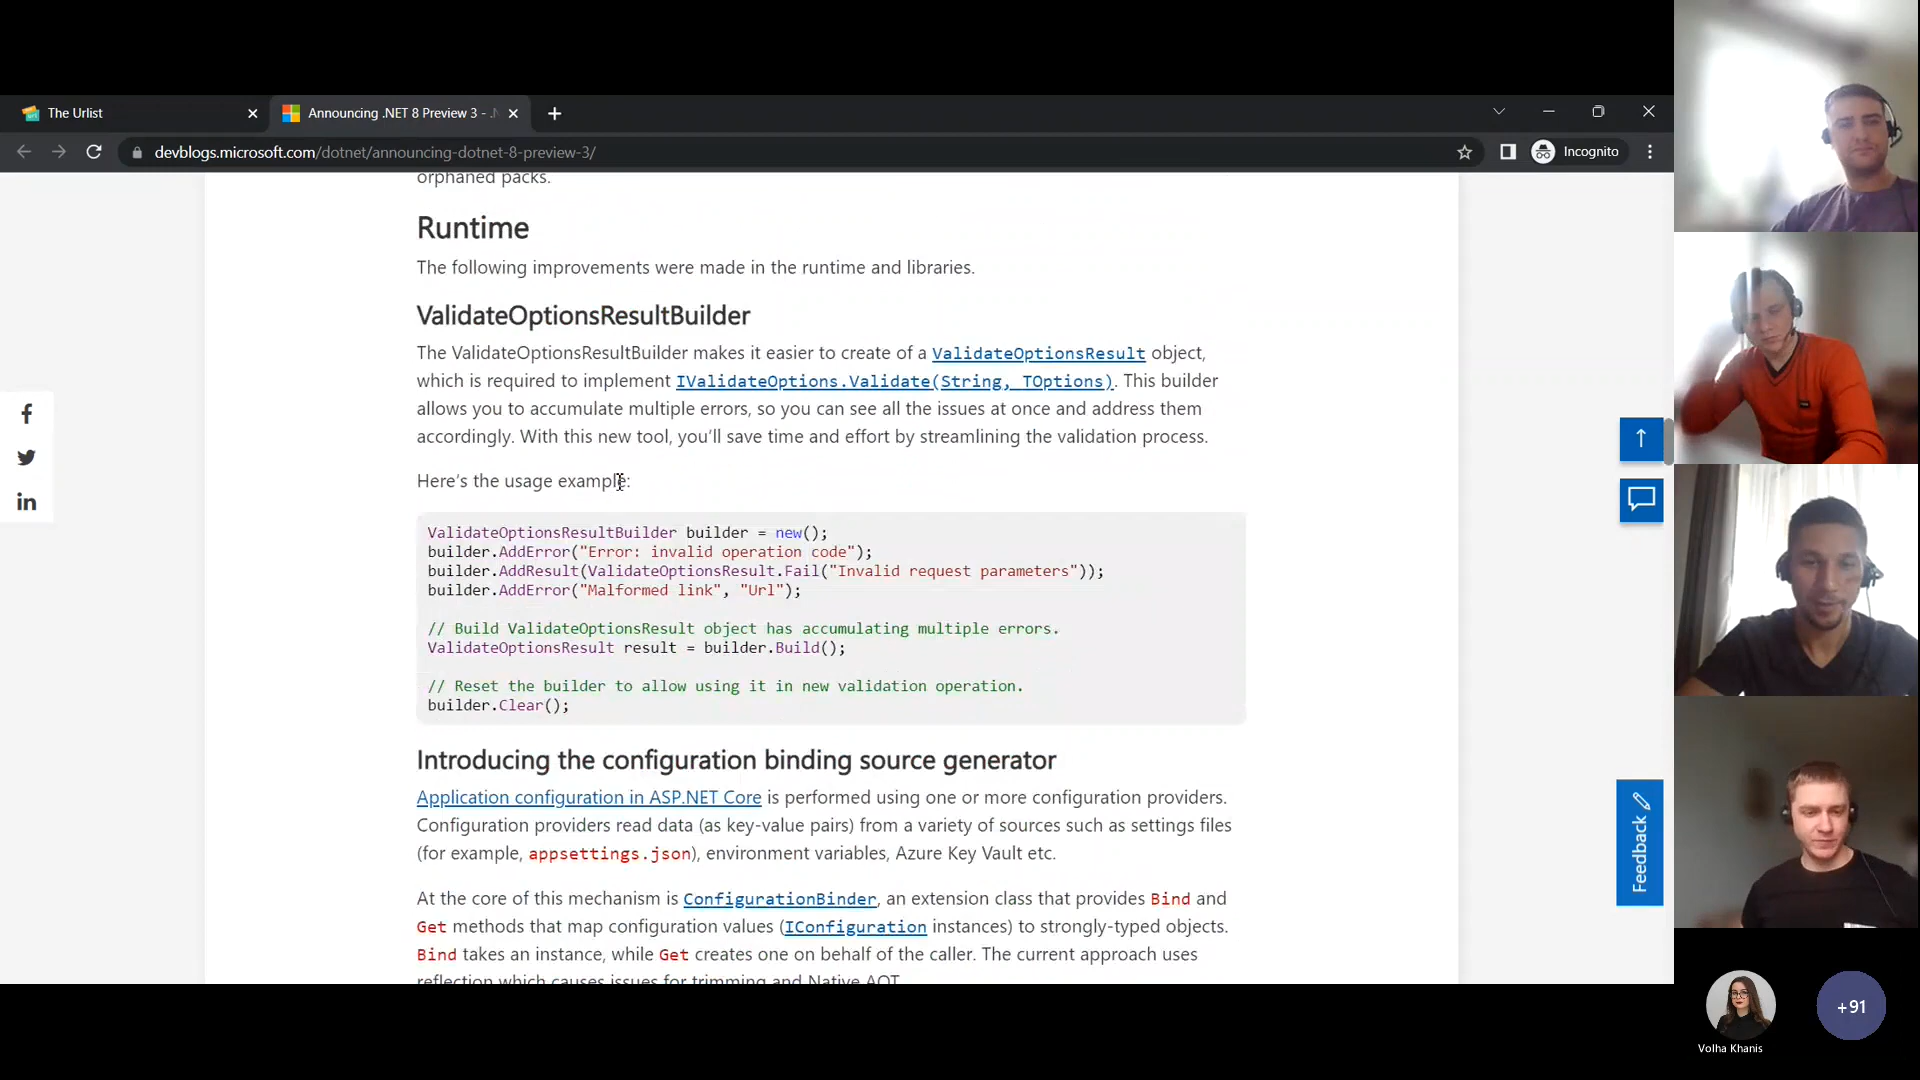 The Urlist
Announcing .NET 8 Preview 3 - .N
devblogs.microsoft.com/dotnet/announcing-dotnet-8-preview-3/
Incognito
orphaned packs.
Runtime
The following improvements were made in the runtime and libraries.
ValidateOptionsResultBuilder
The ValidateOptionsResultBuilder makes it easier to create of a ValidateOptionsResult object,
which is required to implement IValidateOptions.Validate(String, TOptions). This builder
allows you to accumulate multiple errors, so you can see all the issues at once and address them
accordingly. With this new tool, you’ll save time and effort by streamlining the validation process.
Here’s the usage example:
ValidateOptionsResultBuilder builder = new();
builder.AddError("Error: invalid operation code");
builder.AddResult(ValidateOptionsResult.Fail("Invalid request parameters"));
builder.AddError("Malformed link", "Url");
// Build ValidateOptionsResult object has accumulating multiple errors.
ValidateOptionsResult result = builder.Build();
// Reset the builder to allow using it in new validation operation.
builder.Clear();
Introducing the configuration binding source generator
Application configuration in ASP.NET Core is performed using one or more configuration providers.
Configuration providers read data (as key-value pairs) from a variety of sources such as settings files
(for example, appsettings.json), environment variables, Azure Key Vault etc.
At the core of this mechanism is ConfigurationBinder, an extension class that provides Bind and
Get methods that map configuration values (IConfiguration instances) to strongly-typed objects.
Bind takes an instance, while Get creates one on behalf of the caller. The current approach uses
reflection which causes issues for trimming and Native AOT.
Feedback
+91
Volha Khanis